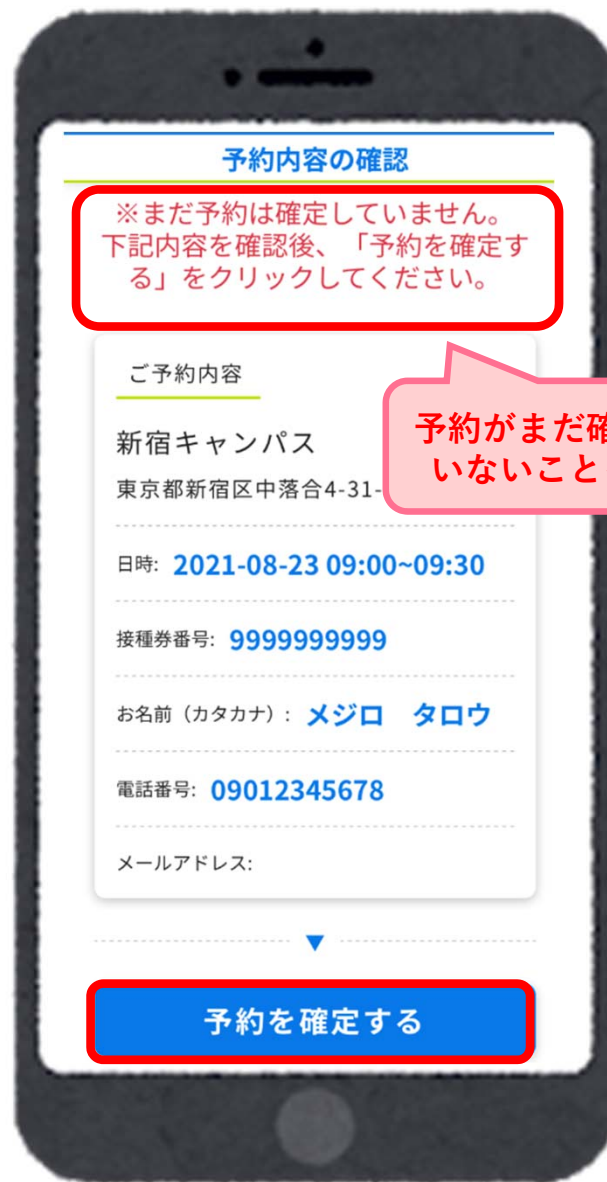 予約内容の確認
※まだ予約は確定していません。
下記内容を確認後、「予約を確定す
る」をクリックしてください。
ご予約内容
予約がまだ
いないこと
新宿キャンパス
東京都新宿区中落合4-31-
日時: 2021-08-23 09:00~09:30
接種券番号: 9999999999
お名前（カタカナ）: メジロ　タロウ
電話番号: 09012345678
メールアドレス:
▼
予約を確定する